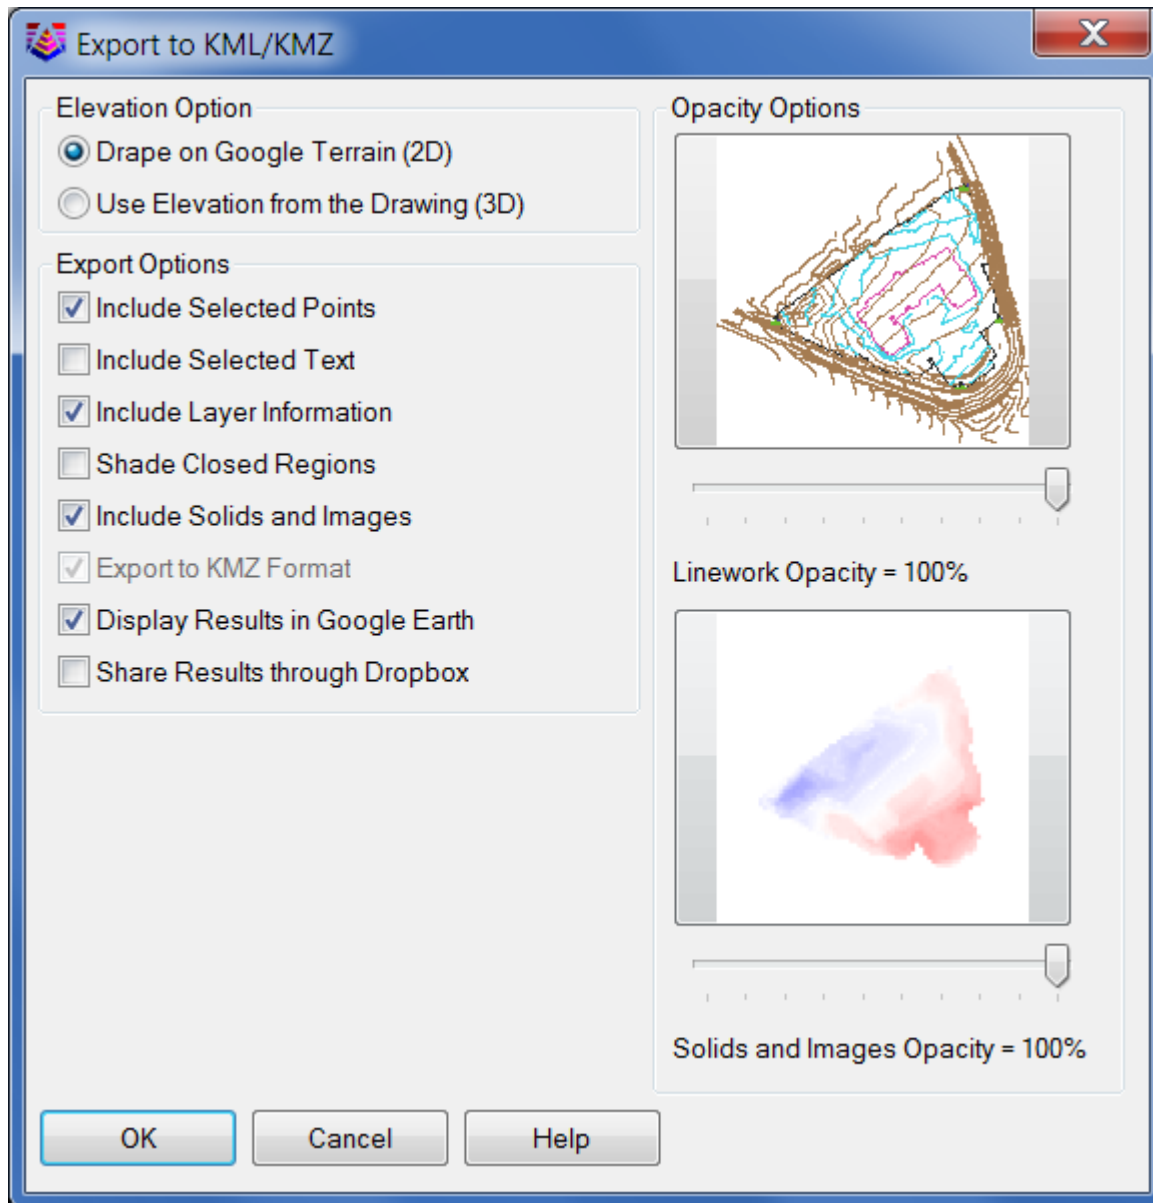 Export to KML/KMZ
Elevation Option
Drape on Google Terrain (2D)
Use Elevation from the Drawing (3D)
Export Options
Include Selected Points
Include Selected Text
Include Layer Information
Shade Closed Regions
Include Solids and Images
Export to KMZ Format
Display Results in Google Earth
Share Results through Dropbox
Opacity Options
Linework Opacity = 100%
Solids and Images Opacity = 100%
OK
Cancel
Help